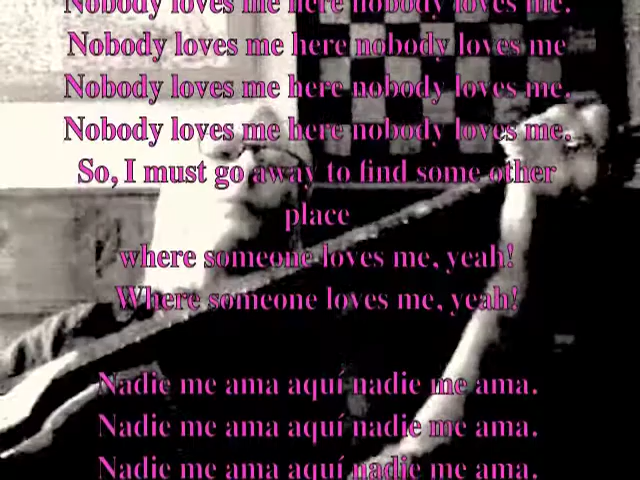 Nobody loves me here nobody loves me.
Nobody loves me here nobody loves me
Nobody loves me here nobody loves me.
Nobody loves me here nobody loves me.
So, I must go away to find some other
place
where someone loves me, yeah!
Where someone loves me, yeah!
Nadie me ama aquí nadie me ama.
Nadie me ama aquí nadie me ama.
Nadie me ama aquí nadie me ama.